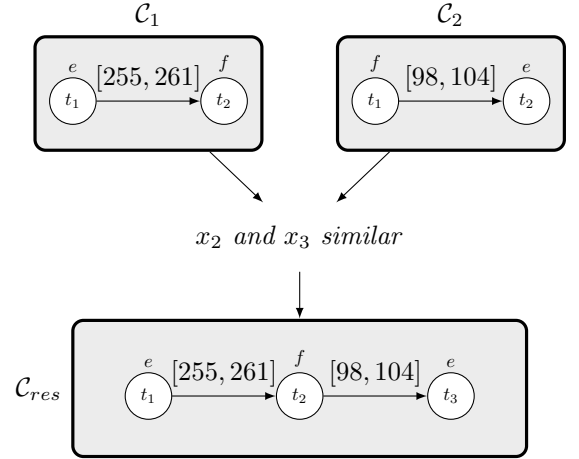 C₁ C₂
e [255, 261] f
t₁ t₂
f [98, 104] e
t₁ t₂
x₂ and x₃ similar
C_res
e [255, 261] f [98, 104] e
t₁ t₂ t₃